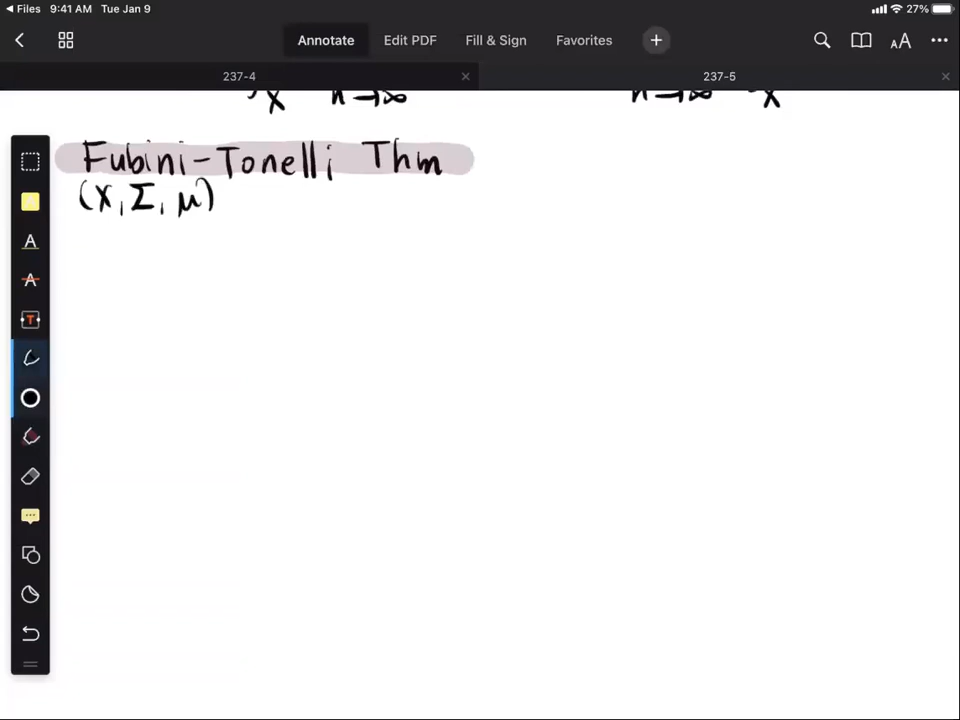 Files 9:41 AM Tue Jan 9 27%
Annotate Edit PDF Fill & Sign Favorites
AA
237-4 237-5
X n→∞ n→∞ X
Fubini-Tonelli Thm
(X, Σ, μ)
A
A
A
T